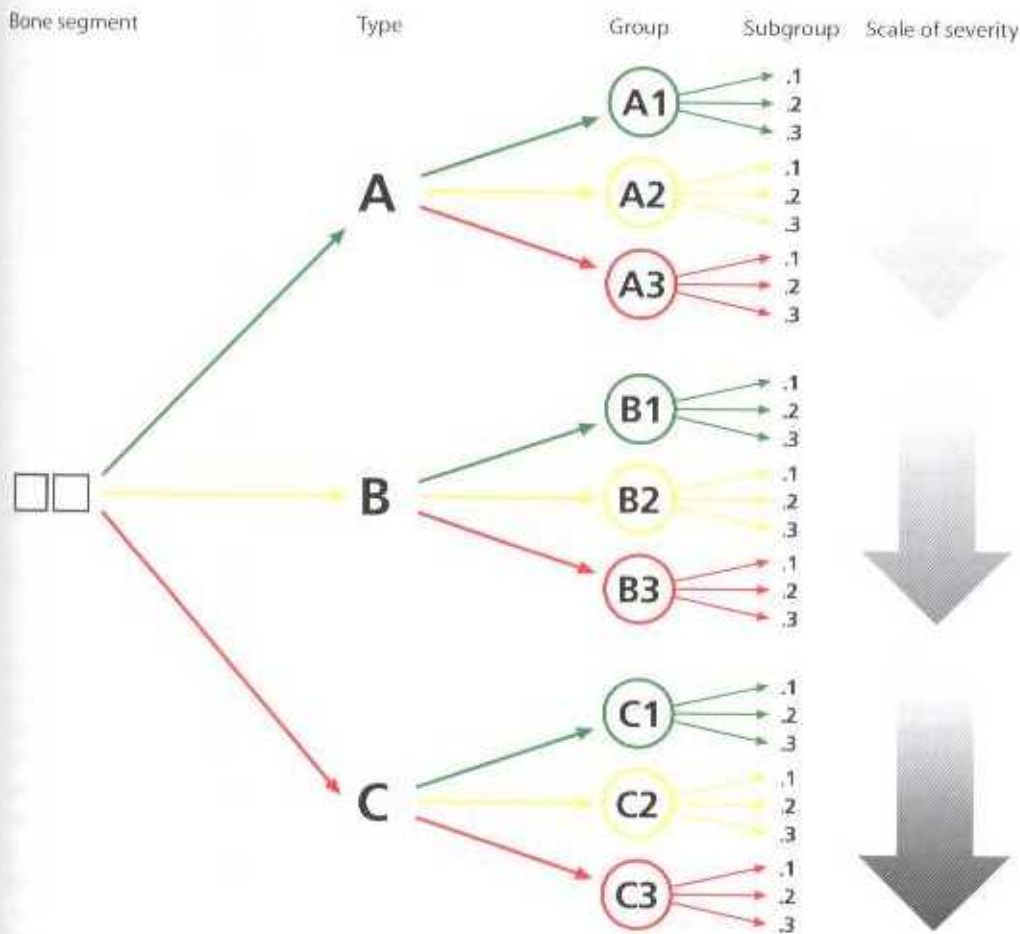 Bone segment Type Group Subgroup Scale of severity
.1
A1 .2
.3
.1
A A2 .2
.3
.1
A3 .2
.3
.1
B1 .2
.3
.1
B B2 .2
.3
.1
B3 .2
.3
.1
C1 .2
.3
.1
C C2 .2
.3
.1
C3 .2
.3